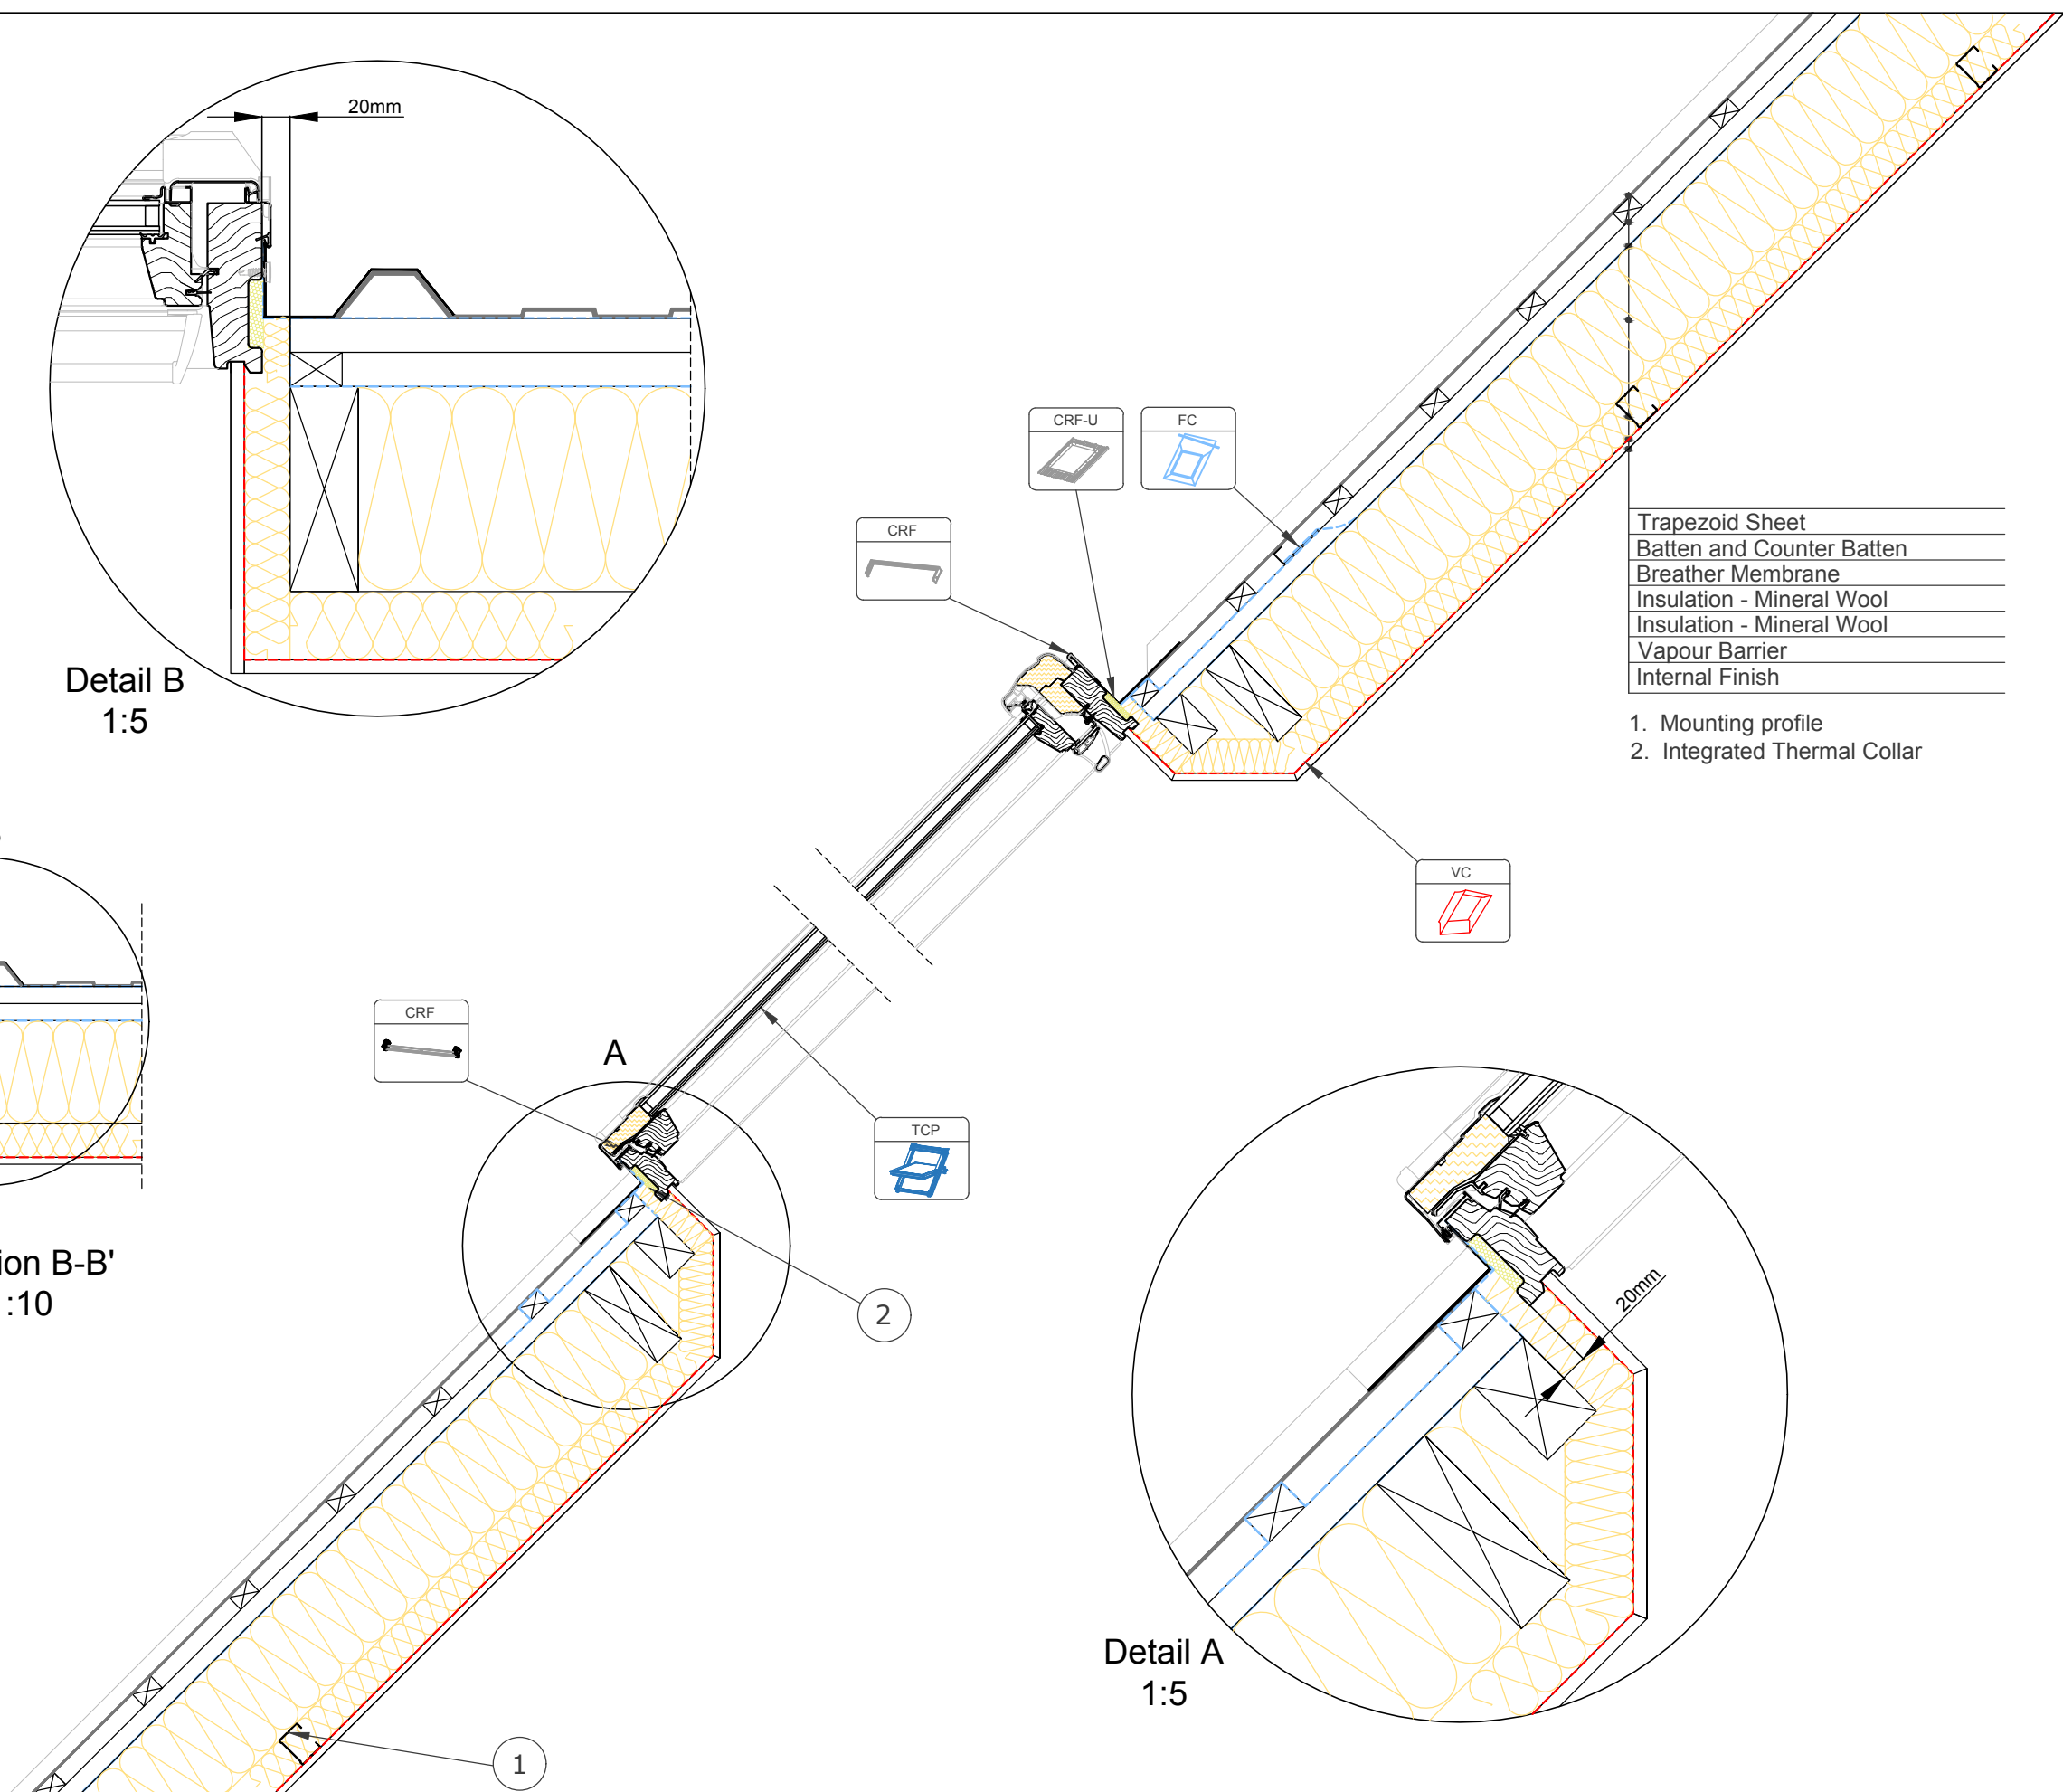 20mm
Detail B
1:5
CRF-U
FC
CRF
Trapezoid Sheet
Batten and Counter Batten
Breather Membrane
Insulation - Mineral Wool
Insulation - Mineral Wool
Vapour Barrier
Internal Finish
1. Mounting profile
2. Integrated Thermal Collar
VC
CRF
A
TCP
ion B-B'
:10
2
20mm
Detail A
1:5
1